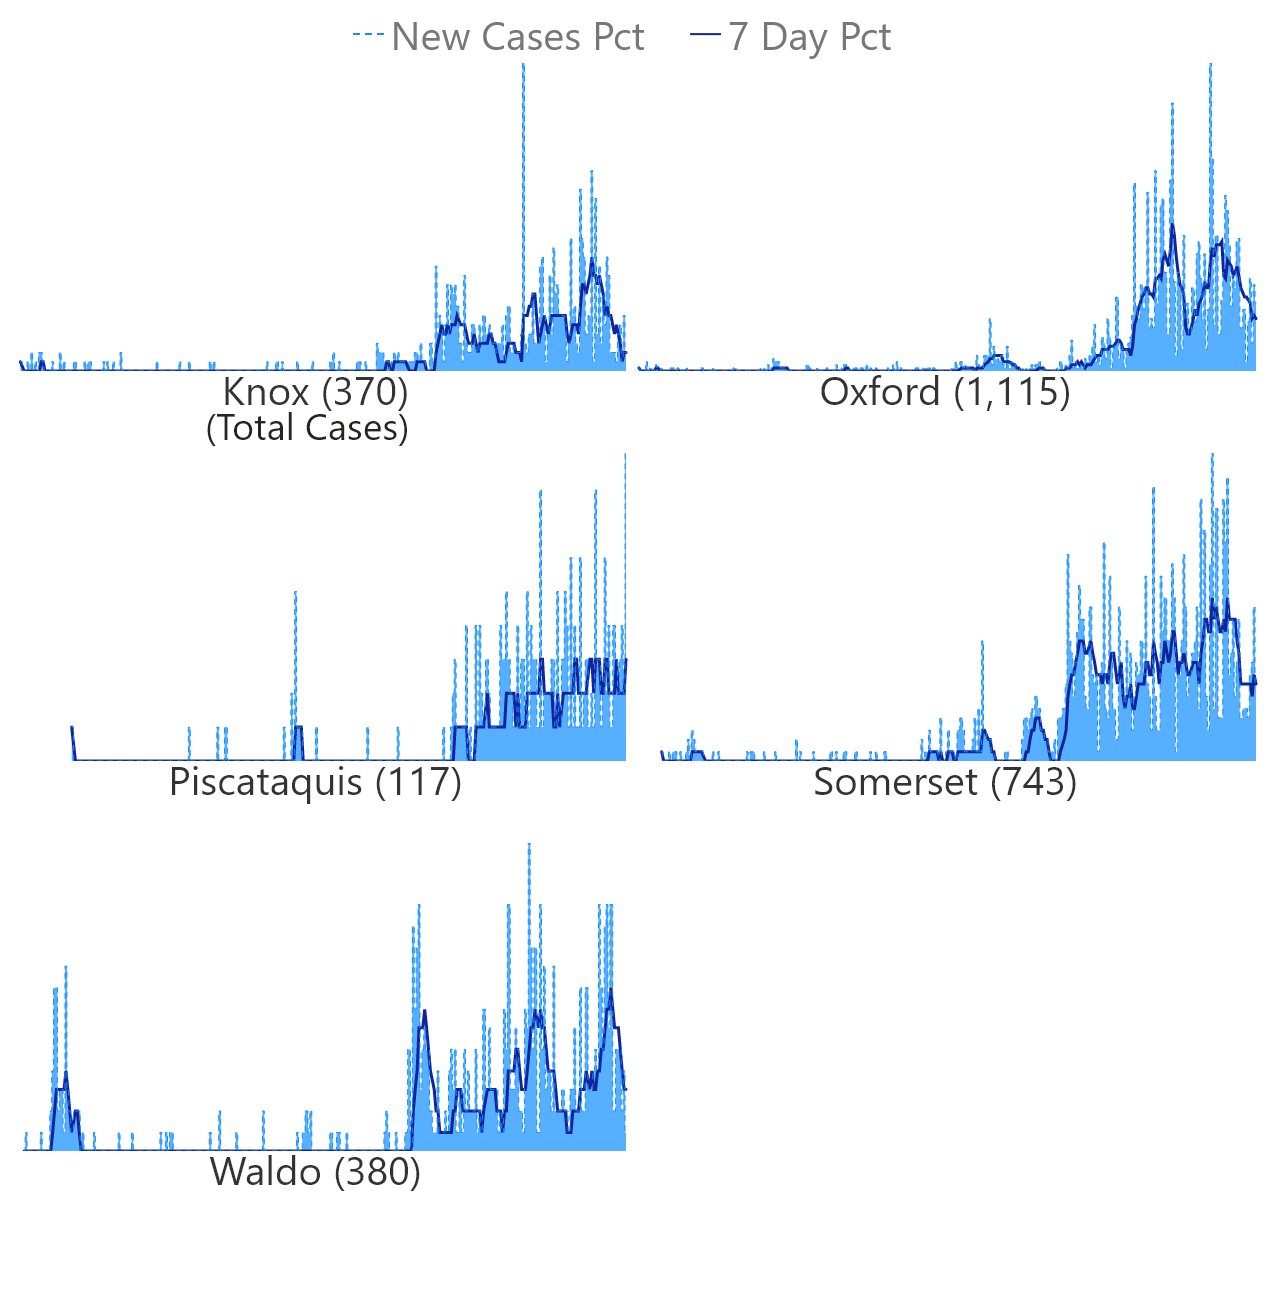 New Cases Pct 7 Day Pct
Knox (370)
(Total Cases)
Oxford (1,115)
Piscataquis (117)
Somerset (743)
Waldo (380)